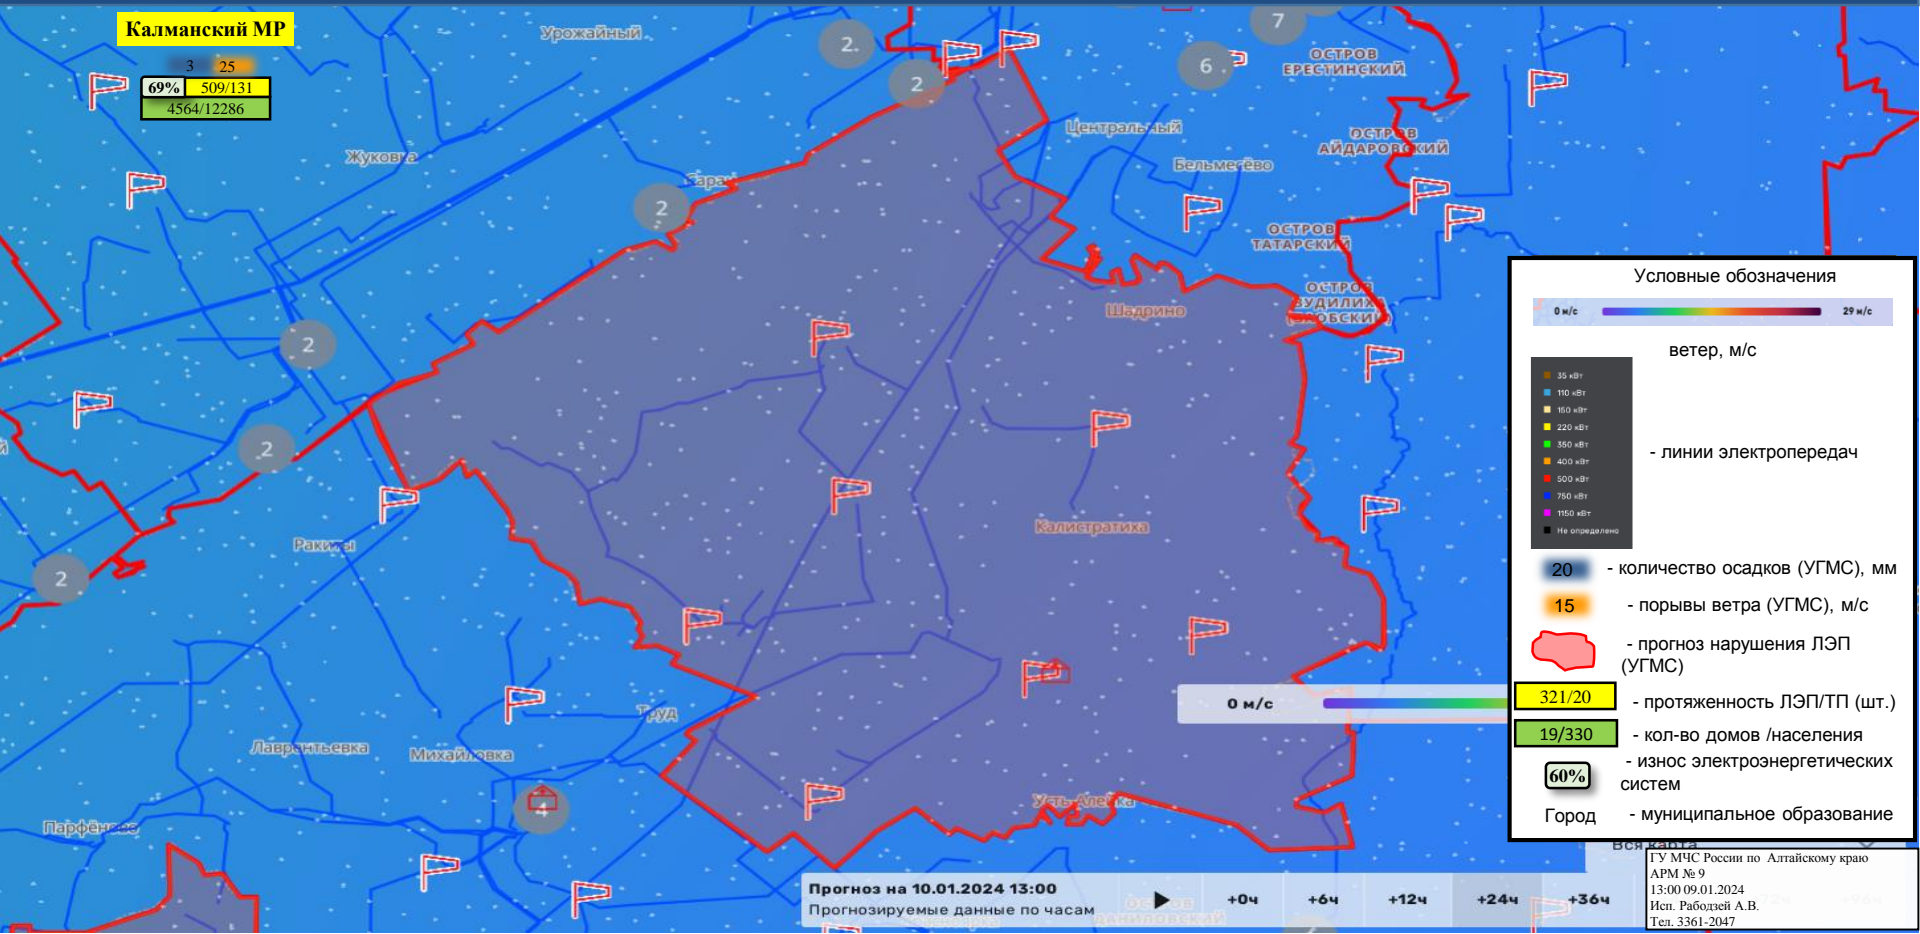 Калманский МР
3 25
69% 509/131
4564/12286
Урожайный
2
2
7
6
ОСТРОВ
ЕРЕСТИНСКИЙ
Центральный
ОСТРОВ
АЙДАРОВСКИЙ
Жуковка
Бельмесёво
2
ОСТРОВ
ТАТАРСКИЙ
Шадрино
ОСТРОВ
2
2
Калистратиха
Ракиты
2
Труд
Лаврентьевка
Михайловка
4
Усть-Алейка
Парфёново
0 м/с
Условные обозначения
0 м/с 29 м/с
ветер, м/с
35 кВт
110 кВт
150 кВт
220 кВт
350 кВт
400 кВт
500 кВт
750 кВт
1150 кВт
Не определено
- линии электропередач
20 - количество осадков (УГМС), мм
15 - порывы ветра (УГМС), м/с
- прогноз нарушения ЛЭП
(УГМС)
321/20 - протяженность ЛЭП/ТП (шт.)
19/330 - кол-во домов /населения
60% - износ электроэнергетических
систем
Город - муниципальное образование
Вся карта
Прогноз на 10.01.2024 13:00
Прогнозируемые данные по часам
+0ч +6ч +12ч +24ч +36ч
ГУ МЧС России по Алтайскому краю
АРМ № 9
13:00 09.01.2024
Исп. Рабодзей А.В.
Тел. 3361-2047